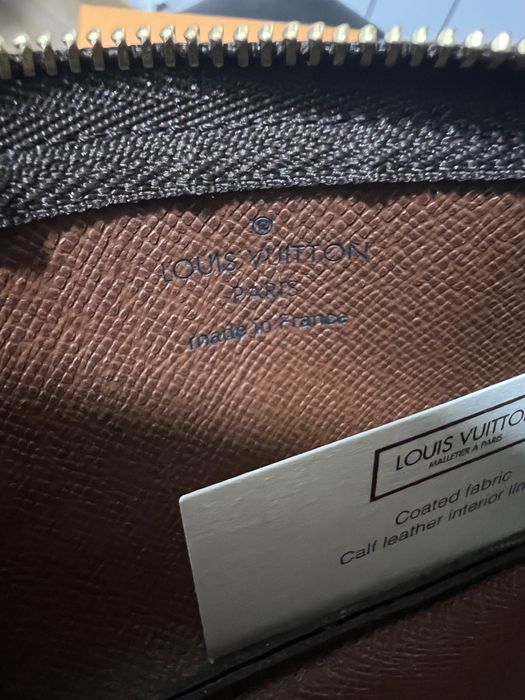 ®
LOUIS VUITTON
PARIS
made in France
LOUIS VUITTON
MALLETIER A PARIS
Coated fabric
Calf leather interior